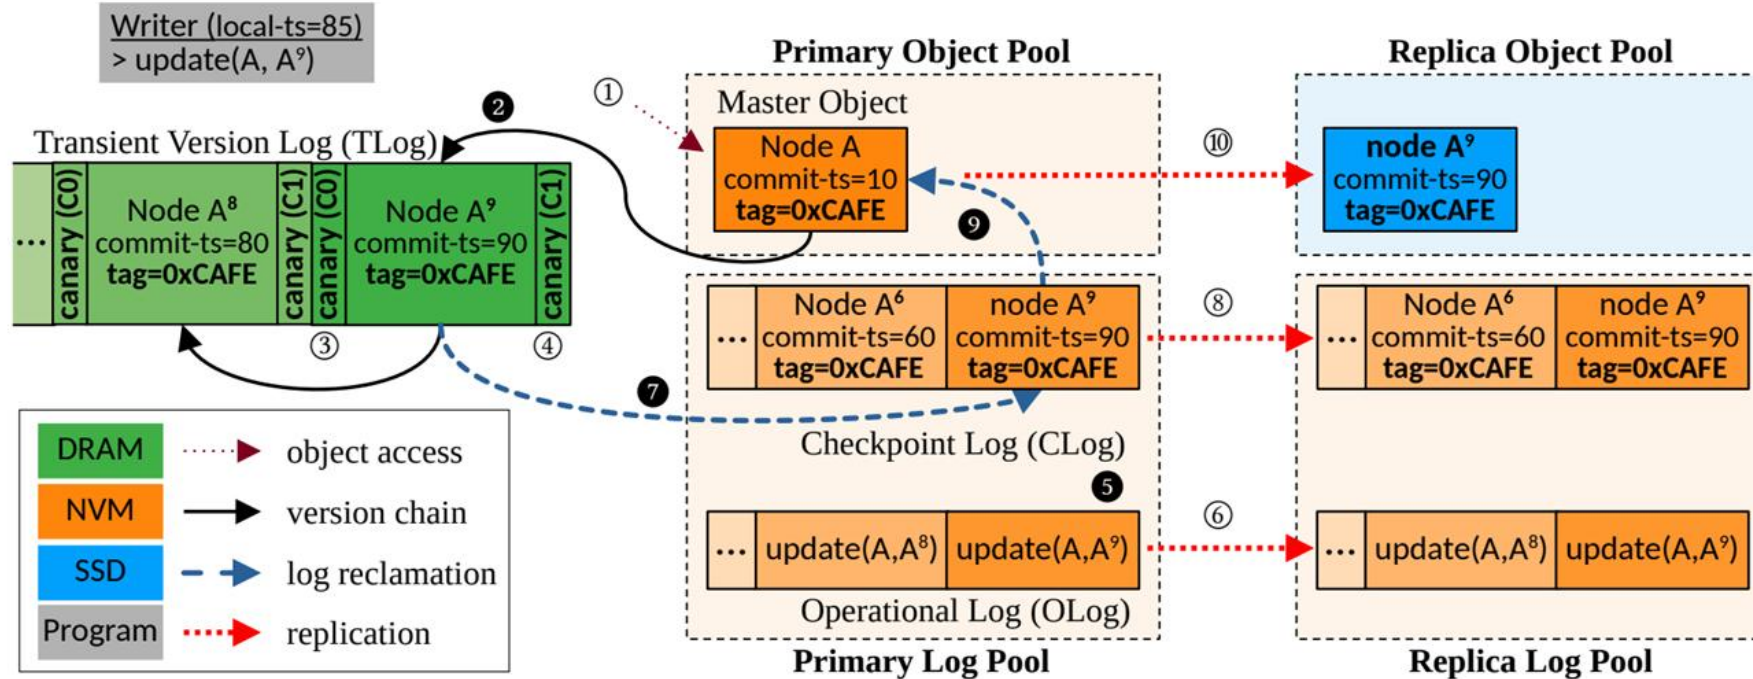 Writer (local-ts=85)
> update(A, A⁹)
Primary Object Pool
Replica Object Pool
①
Master Object
❷
Transient Version Log (TLog)
Node A
commit-ts=10
tag=0xCAFE
⑩
node A⁹
commit-ts=90
tag=0xCAFE
...
canary (C0)
Node A⁸
commit-ts=80
tag=0xCAFE
canary (C1)
canary (C0)
Node A⁹
commit-ts=90
tag=0xCAFE
canary (C1)
❾
③
④
...
Node A⁶
commit-ts=60
tag=0xCAFE
node A⁹
commit-ts=90
tag=0xCAFE
⑧
...
Node A⁶
commit-ts=60
tag=0xCAFE
node A⁹
commit-ts=90
tag=0xCAFE
❼
Checkpoint Log (CLog)
❺
⑥
... update(A,A⁸) update(A,A⁹)
... update(A,A⁸) update(A,A⁹)
Operational Log (OLog)
Primary Log Pool
Replica Log Pool
DRAM object access
NVM version chain
SSD log reclamation
Program replication